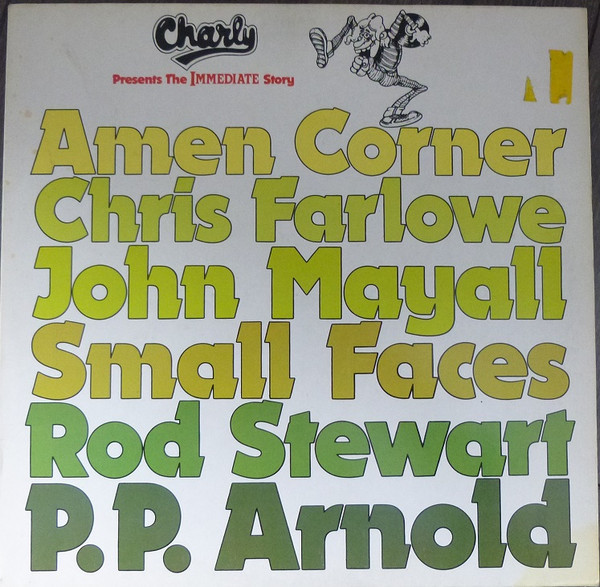 Charly
Presents The IMMEDIATE Story
Amen Corner
Chris Farlowe
John Mayall
Small Faces
Rod Stewart
P.P. Arnold